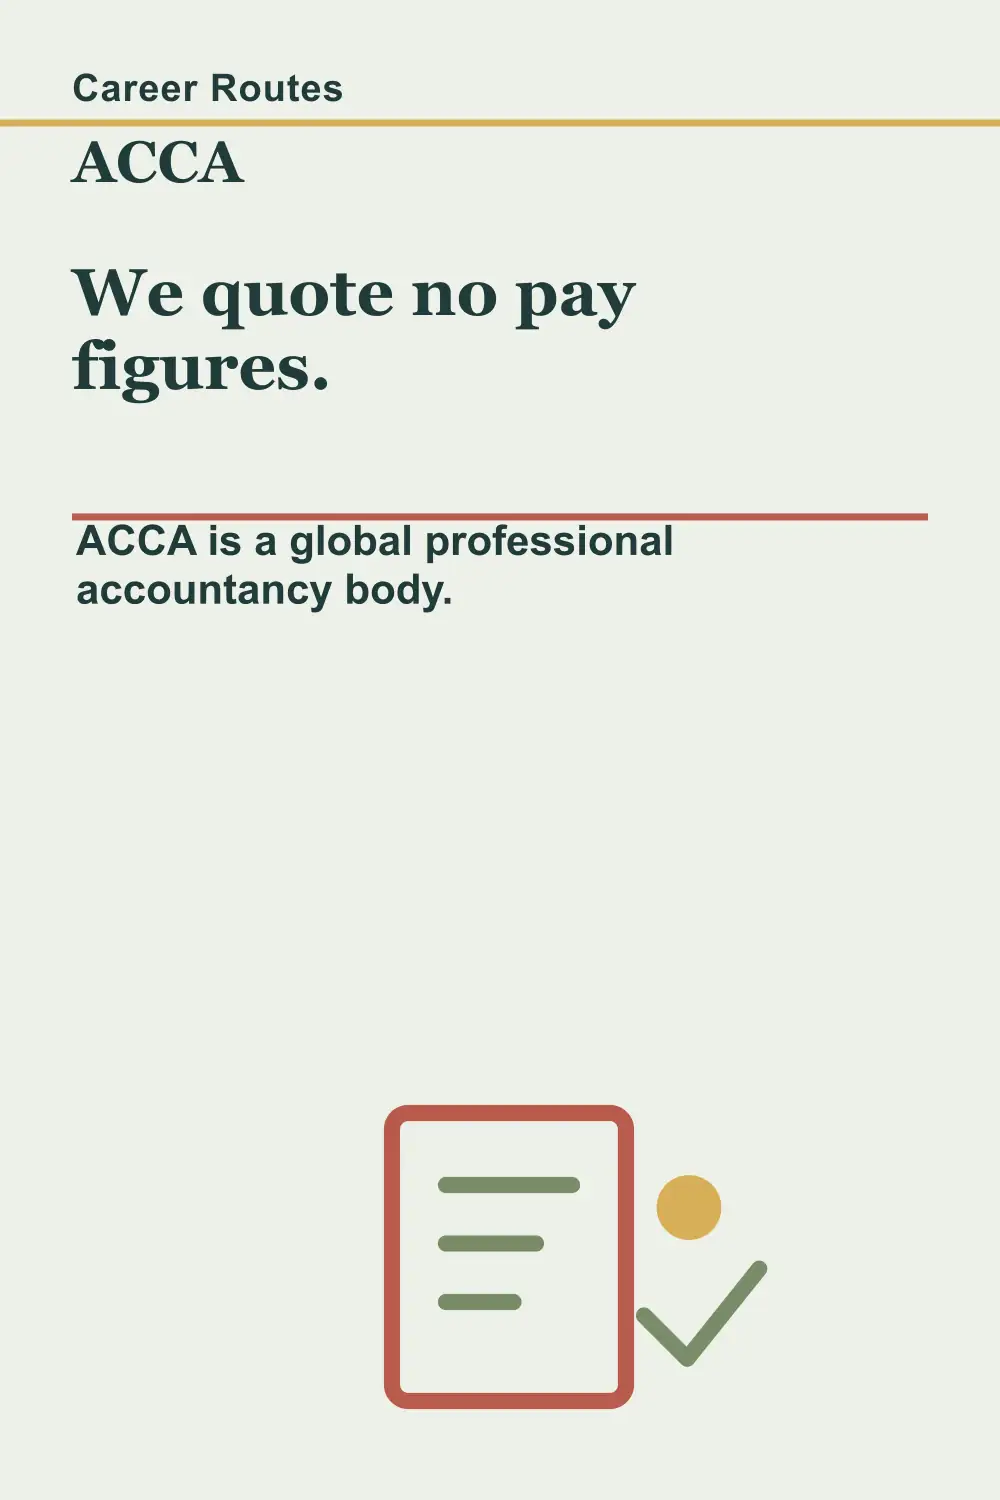 Career Routes
ACCA
We quote no pay
figures.
ACCA is a global professional
accountancy body.